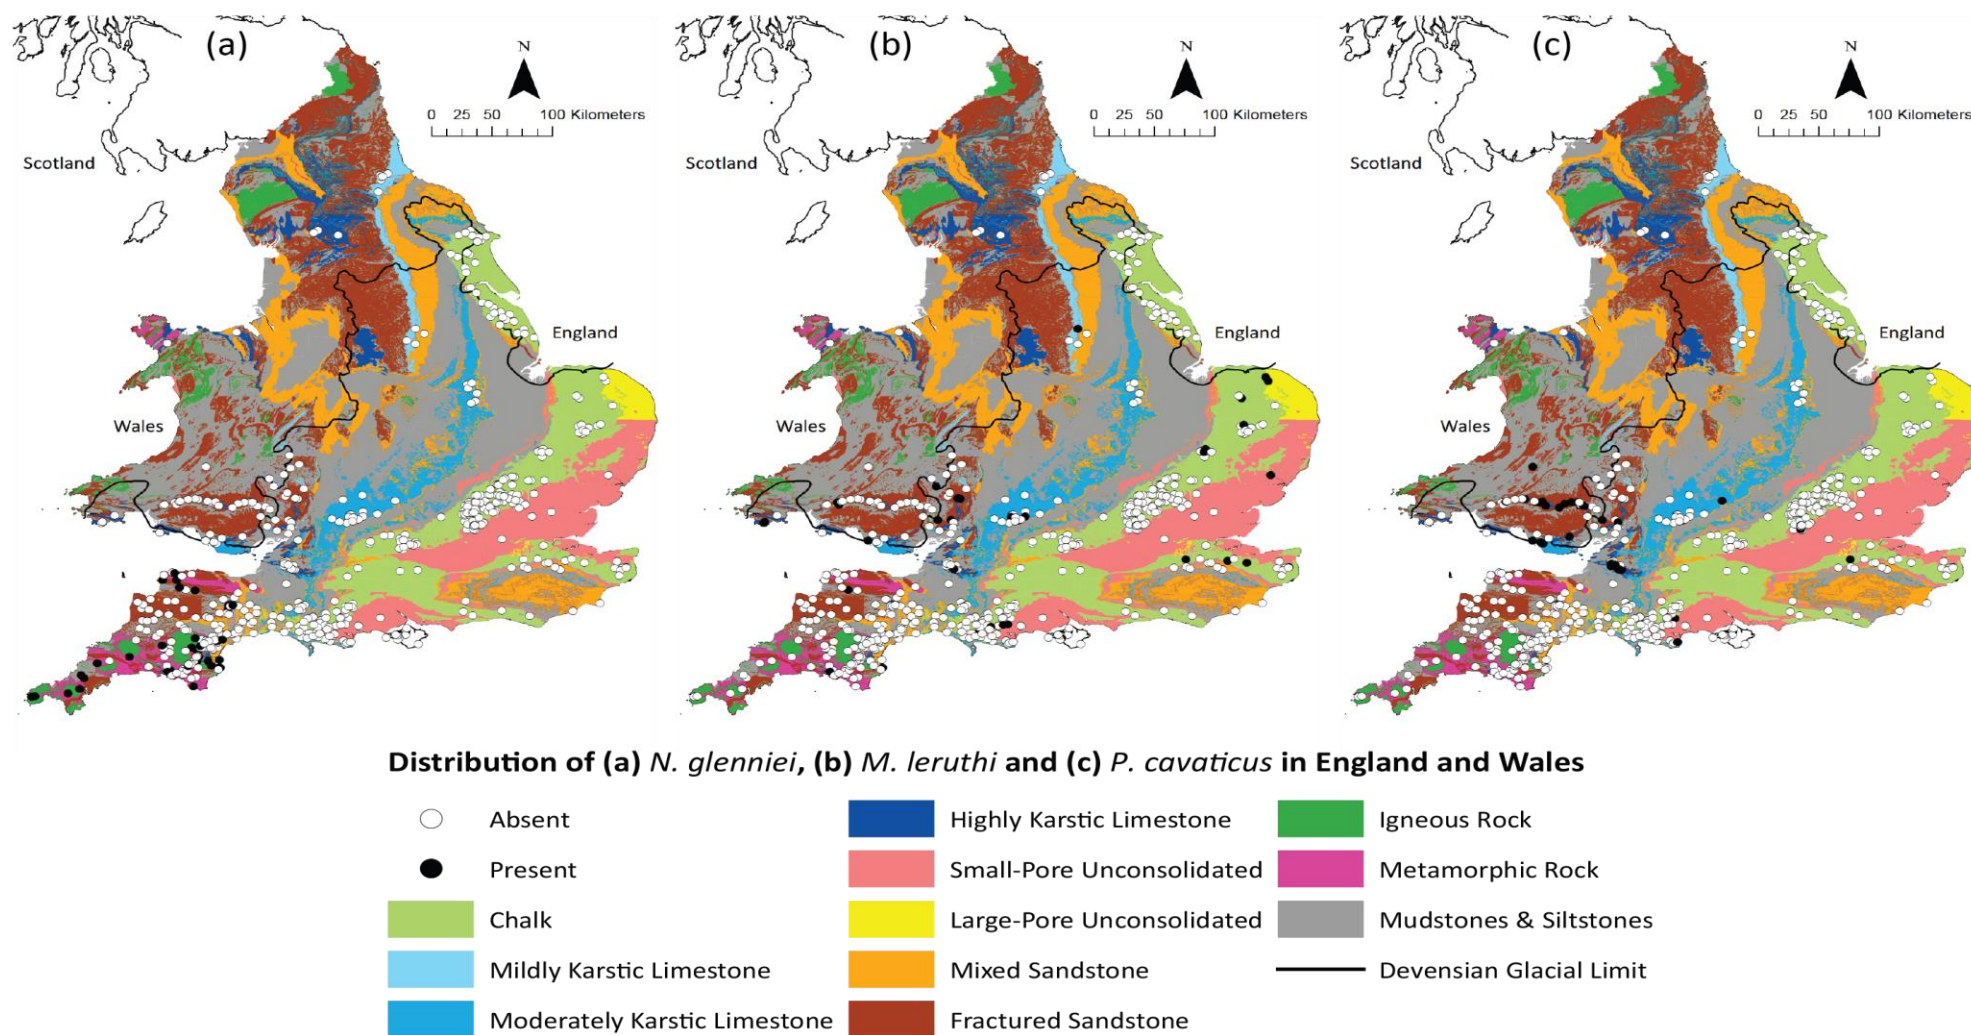 (a)
N
0 25 50 100 Kilometers
Scotland
England
Wales
(b)
N
0 25 50 100 Kilometers
Scotland
England
Wales
(c)
N
0 25 50 100 Kilometers
Scotland
England
Wales
Distribution of (a) N. glenniei, (b) M. leruthi and (c) P. cavaticus in England and Wales
Absent
Present
Chalk
Mildly Karstic Limestone
Moderately Karstic Limestone
Highly Karstic Limestone
Small-Pore Unconsolidated
Large-Pore Unconsolidated
Mixed Sandstone
Fractured Sandstone
Igneous Rock
Metamorphic Rock
Mudstones & Siltstones
Devensian Glacial Limit